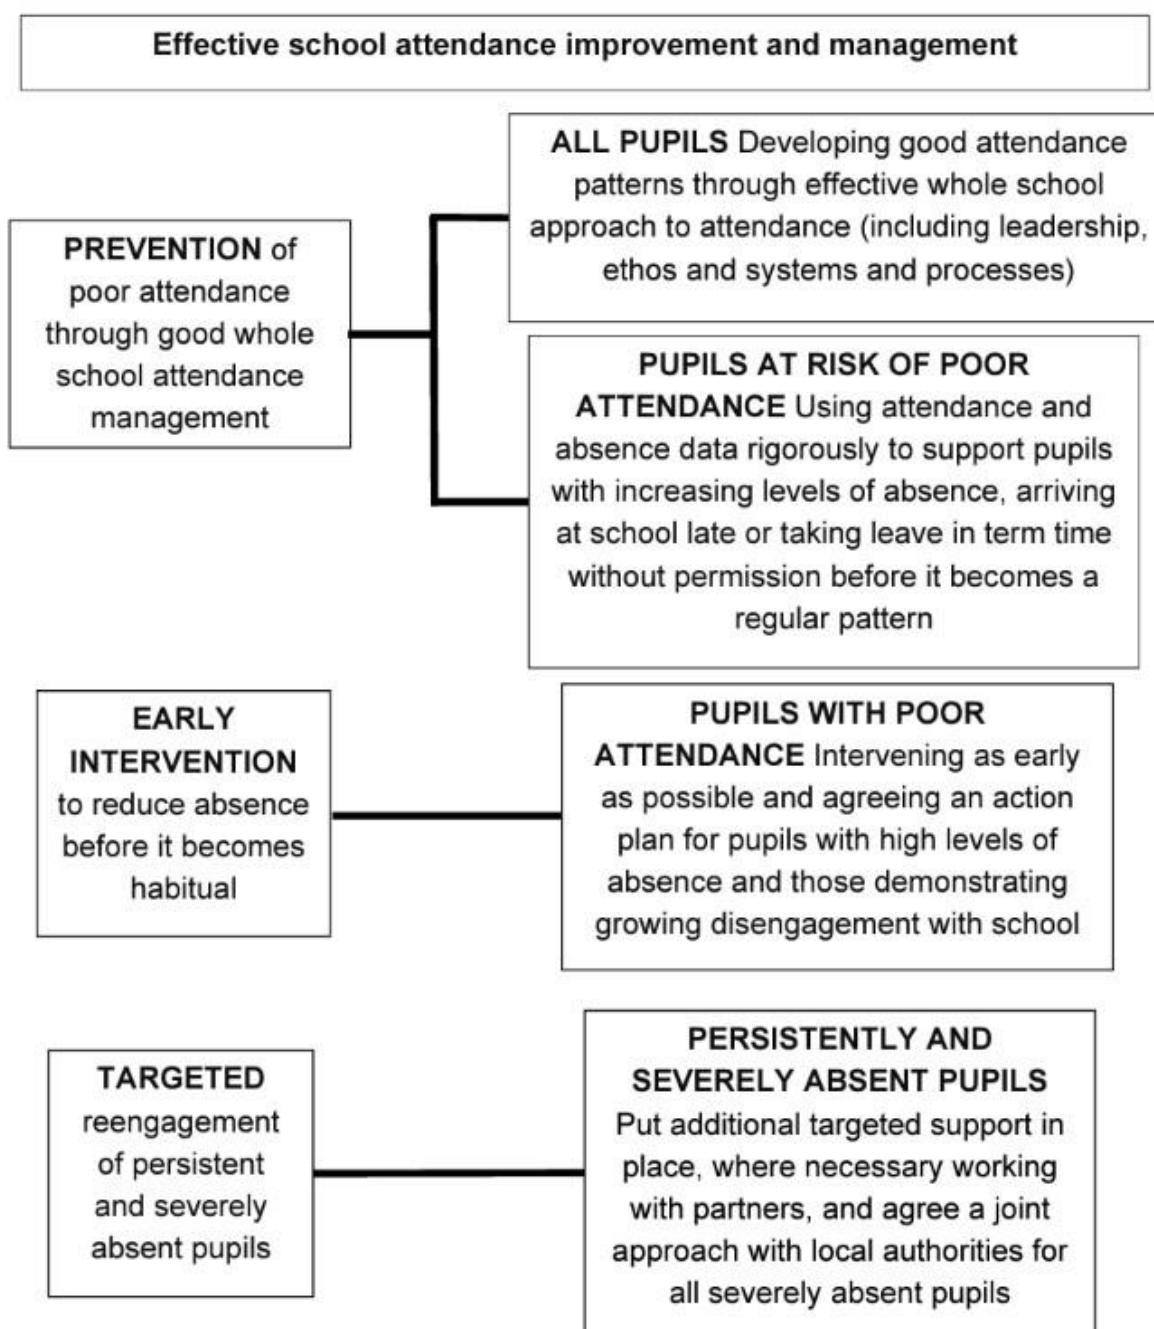 Effective school attendance improvement and management
PREVENTION of
poor attendance
through good whole
school attendance
management
ALL PUPILS Developing good attendance
patterns through effective whole school
approach to attendance (including leadership,
ethos and systems and processes)
PUPILS AT RISK OF POOR
ATTENDANCE Using attendance and
absence data rigorously to support pupils
with increasing levels of absence, arriving
at school late or taking leave in term time
without permission before it becomes a
regular pattern
EARLY
INTERVENTION
to reduce absence
before it becomes
habitual
PUPILS WITH POOR
ATTENDANCE Intervening as early
as possible and agreeing an action
plan for pupils with high levels of
absence and those demonstrating
growing disengagement with school
TARGETED
reengagement
of persistent
and severely
absent pupils
PERSISTENTLY AND
SEVERELY ABSENT PUPILS
Put additional targeted support in
place, where necessary working
with partners, and agree a joint
approach with local authorities for
all severely absent pupils